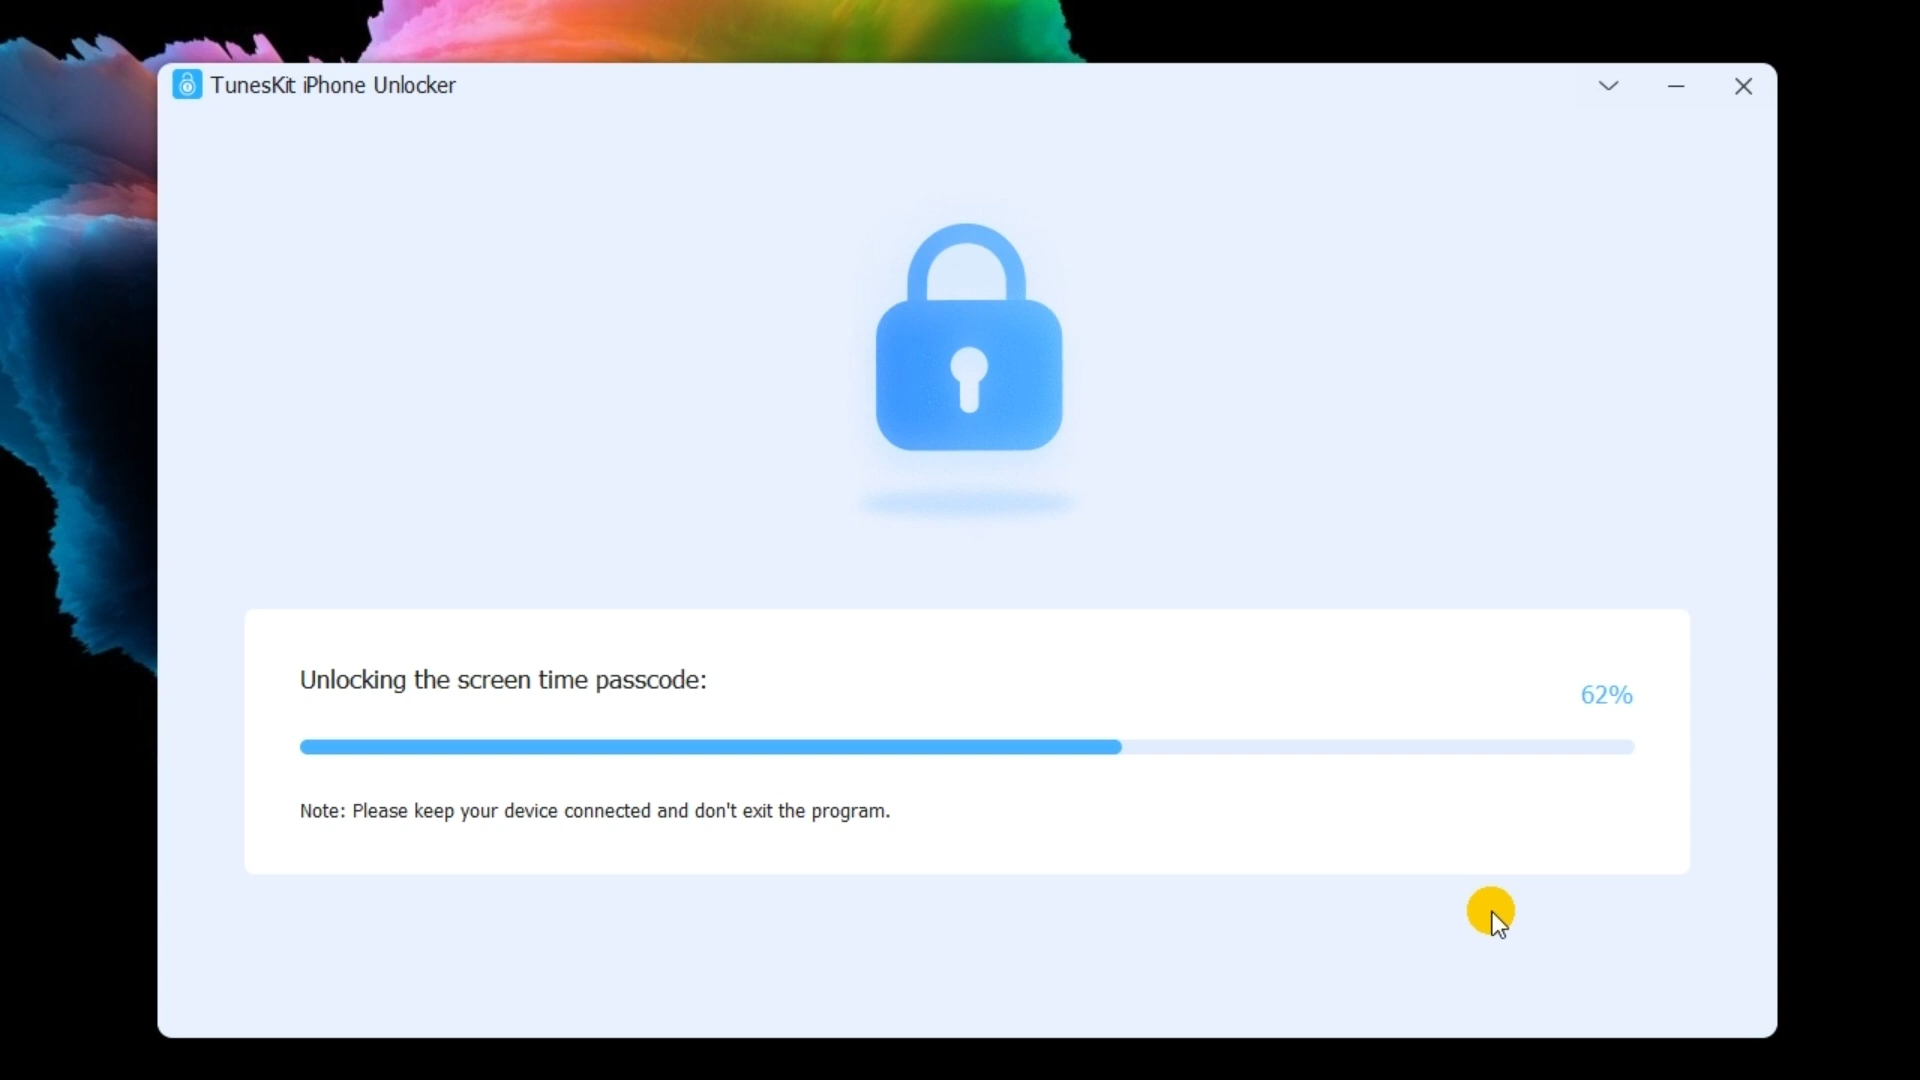 TunesKit iPhone Unlocker
Unlocking the screen time passcode:
62%
Note: Please keep your device connected and don't exit the program.